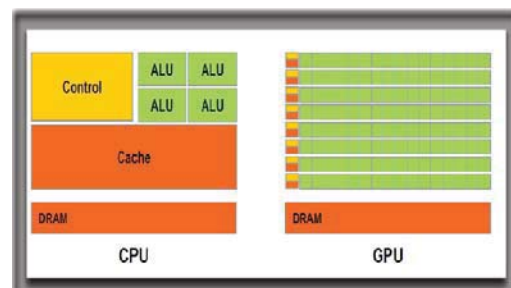 Control
ALU ALU
ALU ALU
Cache
DRAM
CPU
DRAM
GPU